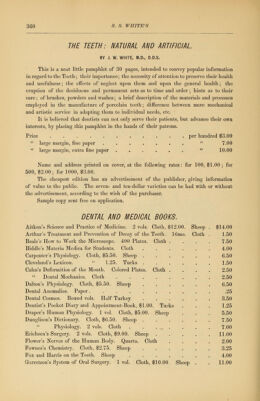 360 S. S. WHITE'S
THE TEETH: NATURAL AND ARTIFICIAL.
BY J. W. WHITE, M.D., D.D.S.
This is a neat little pamphlet of 30 pages, intended to convey popular information
in regard to the Teeth; their importance; the necessity of attention to preserve their health
and usefulness; the effects of neglect upon them and upon the general health; the
eruption of the deciduous and permanent sets as to time and order; hints as to their
care; of brushes, powders and washes; a brief description of the materials and processes
employed in the manufacture of porcelain teeth; difference between mere mechanical
and artistic service in adapting them to individual needs, etc.
It is believed that dentists can not only serve their patients, but advance their own
interests, by placing this pamphlet in the hands of their patrons.
Price . . . per hundred $3.00
" large margin, fine paper . . . " 7.00
" large margin, extra fine paper . . . " 10.00
Name and address printed on cover, at the following rates: for 100, $1.00; for
500, $2.00; for 1000, $3.00.
The cheapest edition has an advertisement of the publisher, giving information
of value to the public. The seven- and ten-dollar varieties can be had with or without
the advertisement, according to the wish of the purchaser.
Sample copy sent free on application.
DENTAL AND MEDICAL BOOKS.
Aitken's Science and Practice of Medicine. 2 vols. Cloth, $12.00. Sheep . $14.00
Arthur's Treatment and Prevention of Decay of the Teeth. 16mo. Cloth . 1.50
Beale's How to Work the Microscope. 400 Plates. Cloth . 7.50
Biddle's Materia Medica for Students. Cloth . 4.00
Carpenter's Physiology. Cloth, $5.50. Sheep . 6.50
Cleveland's Lexicon. " 1.25. Tucks . 1.50
Coles's Deformation of the Mouth. Colored Plates. Cloth . 2.50
" Dental Mechanics. Cloth . 2.50
Dalton's Physiology. Cloth, $5.50. Sheep . 6.50
Dental Anomalies. Paper . .25
Dental Cosmos. Bound vols. Half Turkey . 3.50
Dentist's Pocket Diary and Appointment-Book, $1.00. Tucks . 1.25
Draper's Human Physiology. 1 vol. Cloth, $5.00. Sheep . 5.50
Dunglison's Dictionary. Cloth, $6.50. Sheep . 7.50
" Physiology. 2 vols. Cloth . 7.00
Erichsen's Surgery. 2 vols. Cloth, $9.00. Sheep . 11.00
Flower's Nerves of the Human Body. Quarto. Cloth . 2.00
Fownes's Chemistry. Cloth, $2.75. Sheep . 3.25
Fox and Harris on the Teeth. Sheep . 4.00
Garretson's System of Oral Surgery. 1 vol. Cloth, $10.00. Sheep . 11.00